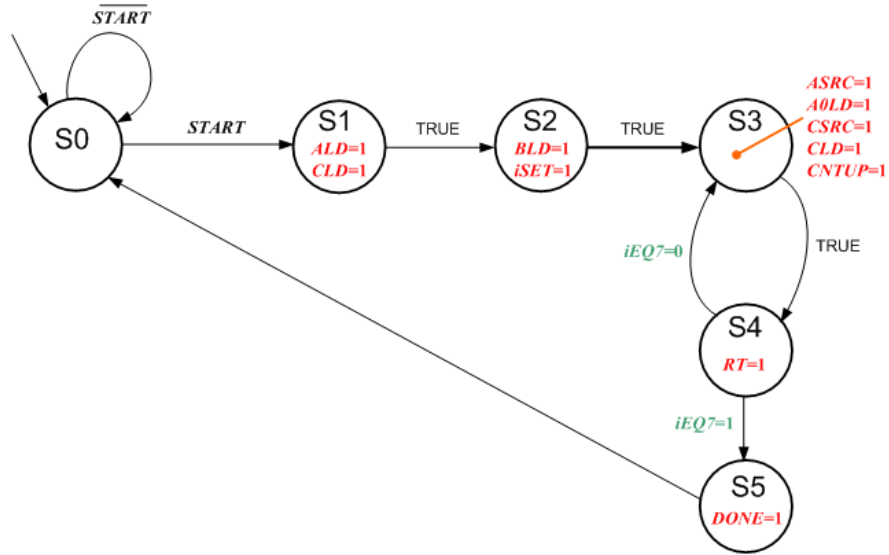 START
S0
START
S1
ALD=1
CLD=1
TRUE
S2
BLD=1
iSET=1
TRUE
S3
ASRC=1
A0LD=1
CSRC=1
CLD=1
CNTUP=1
iEQ7=0
TRUE
S4
RT=1
iEQ7=1
S5
DONE=1